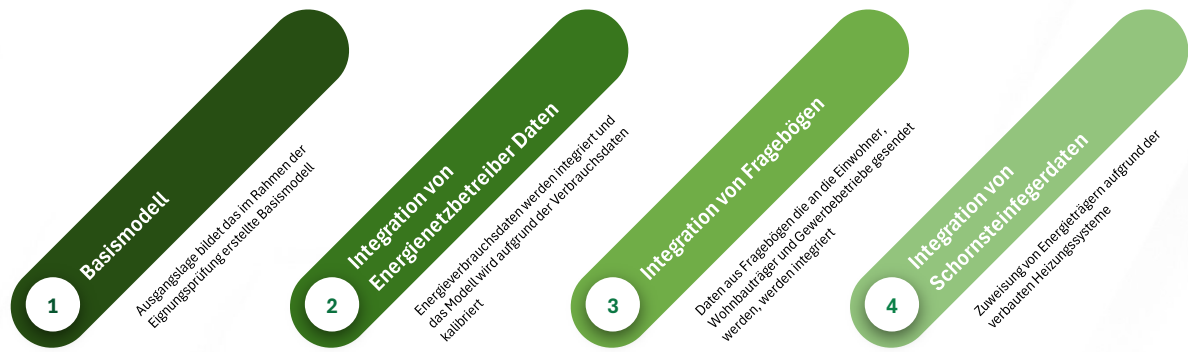 1
Basismodell
Ausgangslage bildet das im Rahmen der
Eignungsprüfung erstellte Basismodell
2
Integration von
Energienetzbetreiber Daten
Energieverbrauchsdaten werden integriert und
das Modell wird aufgrund der Verbrauchsdaten
kalibriert
3
Integration von Fragebögen
Daten aus Fragebögen die an die Einwohner,
Wohnbauträger und Gewerbebetriebe gesendet
werden, werden integriert
4
Integration von
Schornsteinfegerdaten
Zuweisung von Energieträgern aufgrund der
verbauten Heizungssysteme